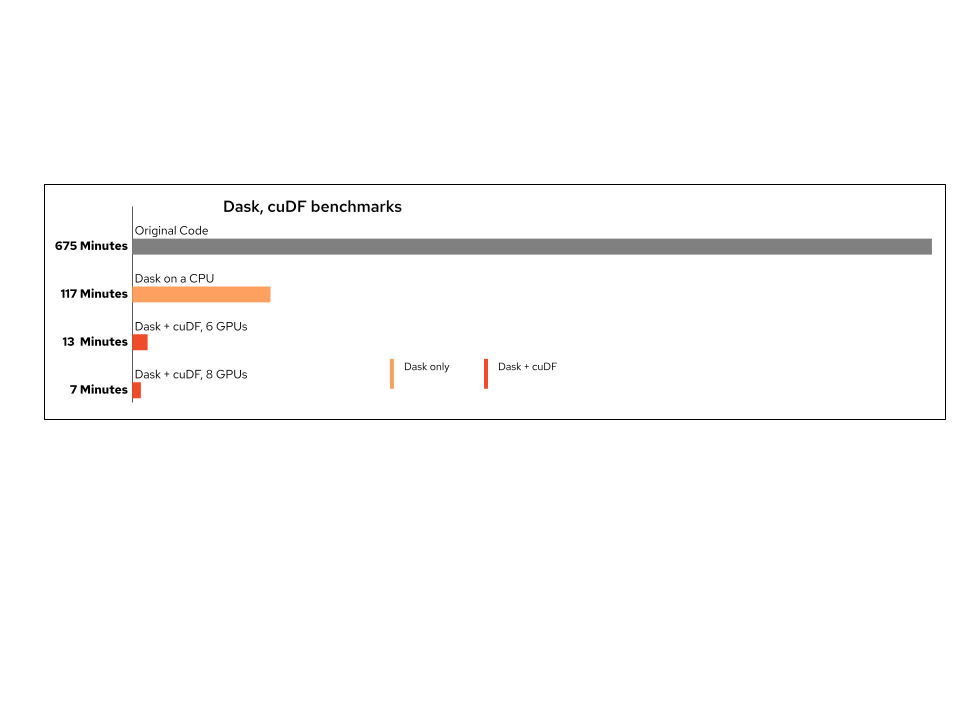 Dask, cuDF benchmarks
Original Code
675 Minutes
Dask on a CPU
117 Minutes
Dask + cuDF, 6 GPUs
13 Minutes
Dask only
Dask + cuDF
Dask + cuDF, 8 GPUs
7 Minutes